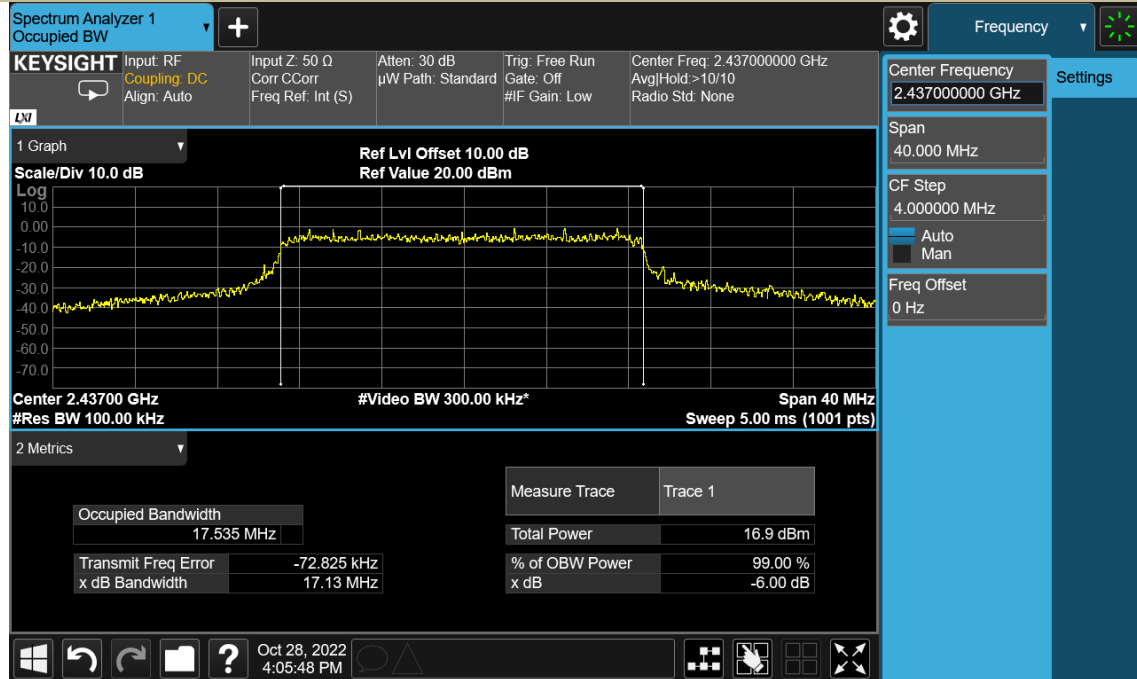 Spectrum Analyzer 1
Occupied BW
+
Frequency
KEYSIGHT
LXI
Input: RF
Coupling: DC
Align: Auto
Input Z: 50 Ω
Corr CCorr
Freq Ref: Int (S)
Atten: 30 dB
µW Path: Standard
Trig: Free Run
Gate: Off
#IF Gain: Low
Center Freq: 2.437000000 GHz
Avg|Hold:>10/10
Radio Std: None
Center Frequency
2.437000000 GHz
Settings
Span
40.000 MHz
CF Step
4.000000 MHz
Auto
Man
Freq Offset
0 Hz
1 Graph
Scale/Div 10.0 dB
Ref Lvl Offset 10.00 dB
Ref Value 20.00 dBm
Log
10.0
0.00
-10.0
-20.0
-30.0
-40.0
-50.0
-60.0
-70.0
Center 2.43700 GHz
#Video BW 300.00 kHz*
Span 40 MHz
#Res BW 100.00 kHz
Sweep 5.00 ms (1001 pts)
2 Metrics
Measure Trace Trace 1
Occupied Bandwidth
17.535 MHz
Total Power 16.9 dBm
Transmit Freq Error -72.825 kHz
% of OBW Power 99.00 %
x dB Bandwidth 17.13 MHz
x dB -6.00 dB
?
Oct 28, 2022
4:05:48 PM